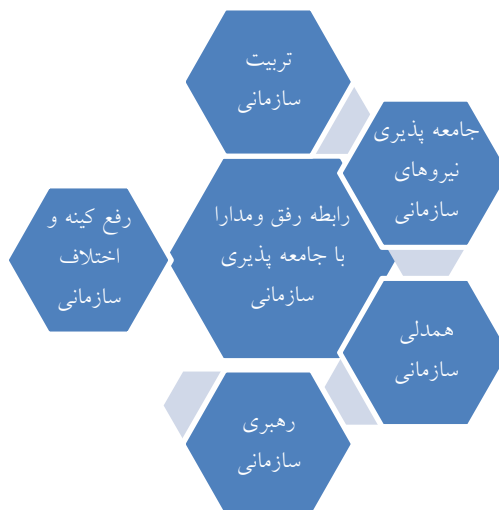 تربیت
سازمانی
جامعه پذیری
نیروهای
سازمانی
رابطه رفق ومدارا
با جامعه پذیری
سازمانی
رفع کینه و
اختلاف
سازمانی
همدلی
سازمانی
رهبری
سازمانی